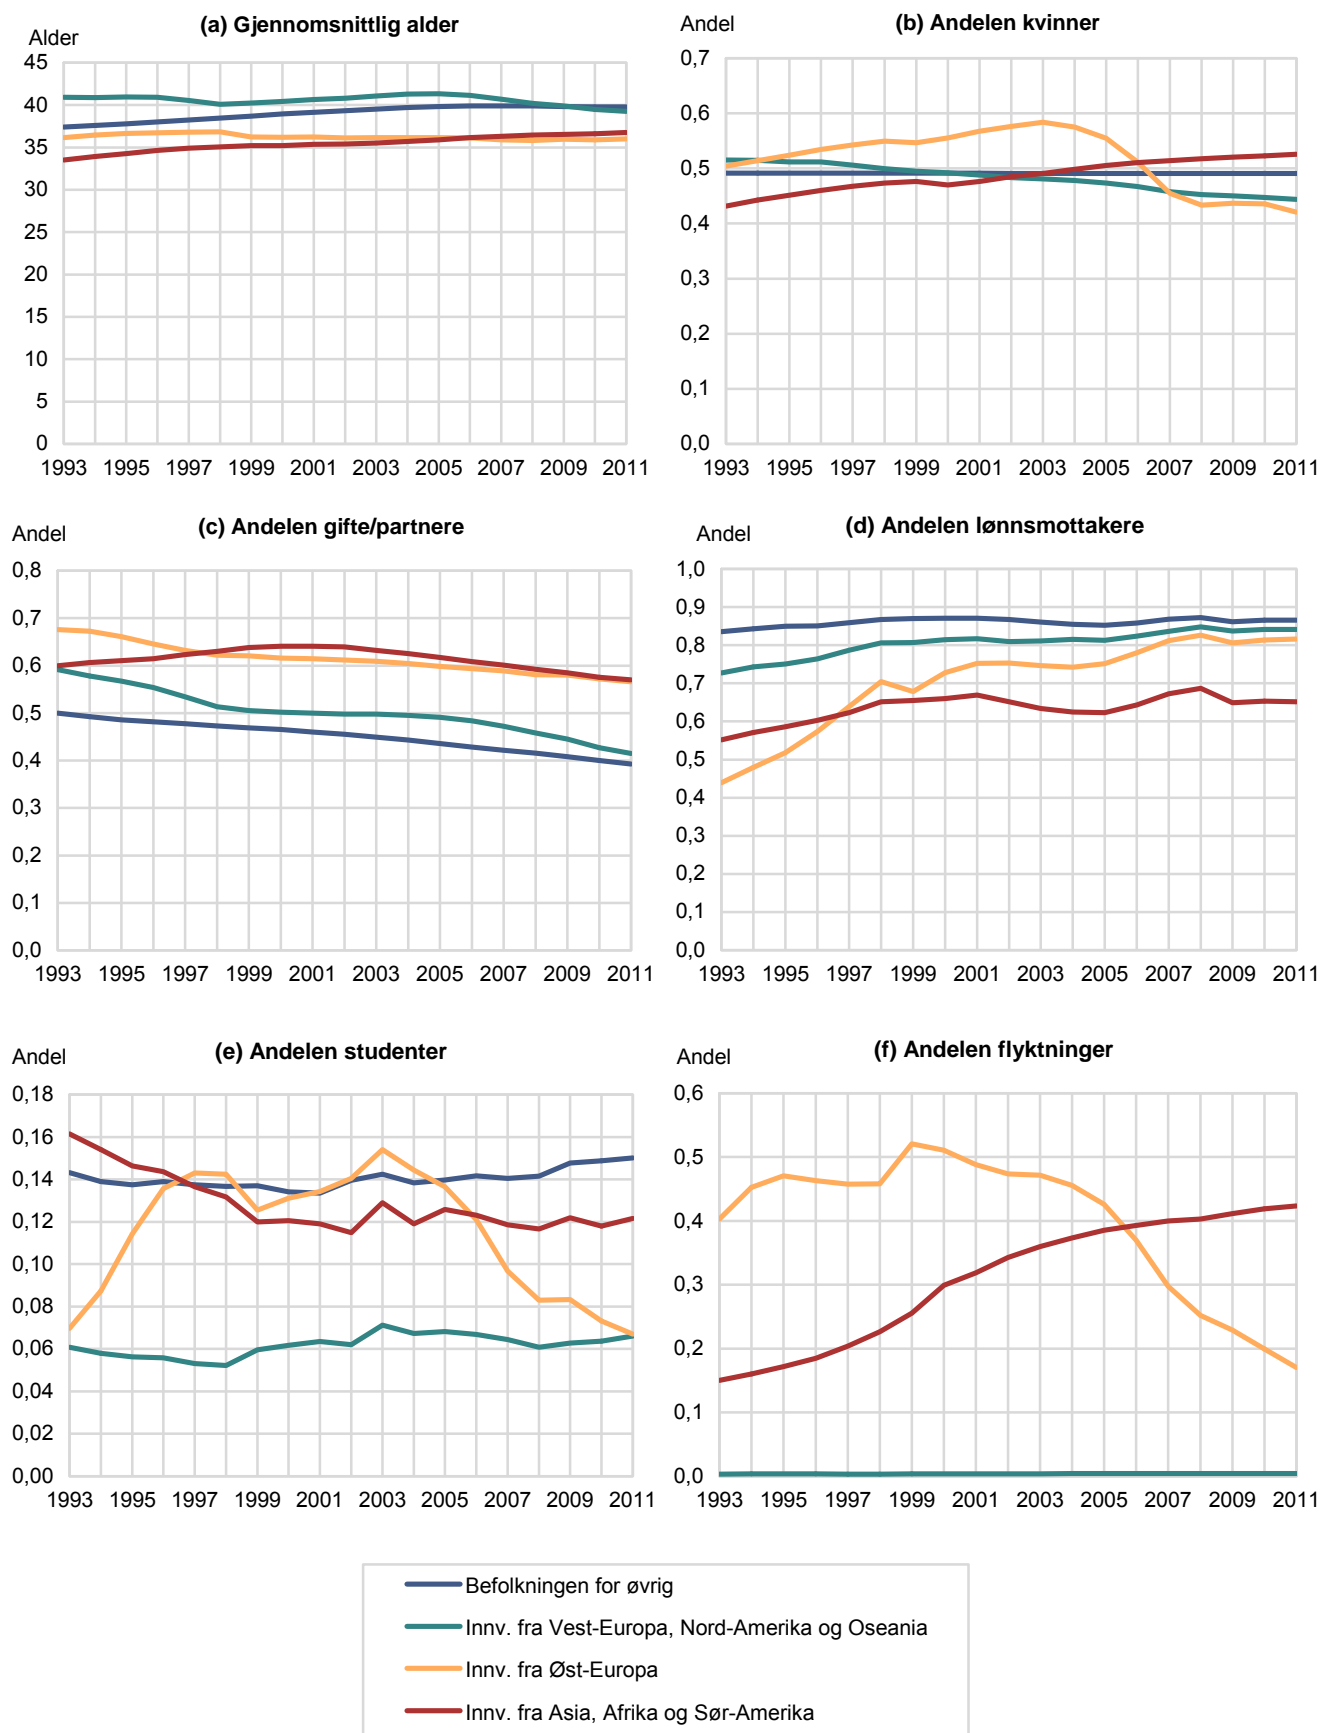 (a) Gjennomsnittlig alder
Alder
45
40
35
30
25
20
15
10
5
0
1993 1995 1997 1999 2001 2003 2005 2007 2009 2011
(b) Andelen kvinner
Andel
0,7
0,6
0,5
0,4
0,3
0,2
0,1
0,0
1993 1995 1997 1999 2001 2003 2005 2007 2009 2011
(c) Andelen gifte/partnere
Andel
0,8
0,7
0,6
0,5
0,4
0,3
0,2
0,1
0,0
1993 1995 1997 1999 2001 2003 2005 2007 2009 2011
(d) Andelen lønnsmottakere
Andel
1,0
0,9
0,8
0,7
0,6
0,5
0,4
0,3
0,2
0,1
0,0
1993 1995 1997 1999 2001 2003 2005 2007 2009 2011
(e) Andelen studenter
Andel
0,18
0,16
0,14
0,12
0,10
0,08
0,06
0,04
0,02
0,00
1993 1995 1997 1999 2001 2003 2005 2007 2009 2011
(f) Andelen flyktninger
Andel
0,6
0,5
0,4
0,3
0,2
0,1
0,0
1993 1995 1997 1999 2001 2003 2005 2007 2009 2011
Befolkningen for øvrig
Innv. fra Vest-Europa, Nord-Amerika og Oseania
Innv. fra Øst-Europa
Innv. fra Asia, Afrika og Sør-Amerika